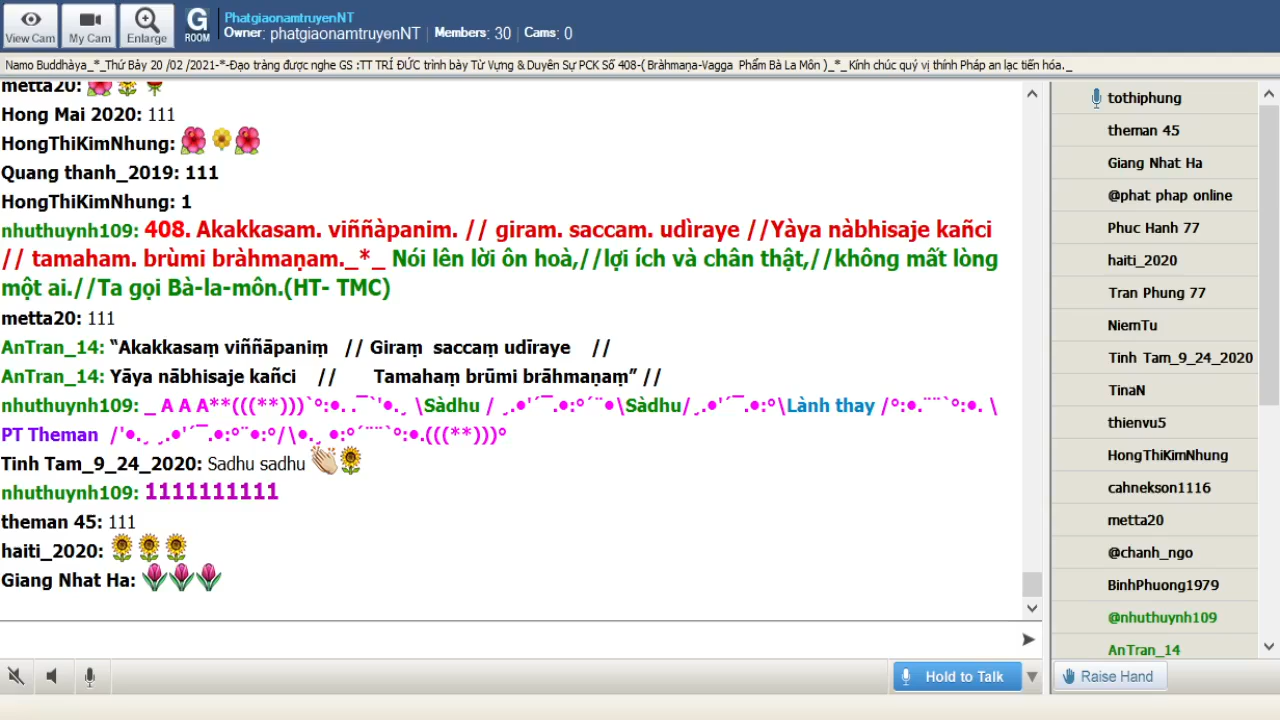 View Cam
My Cam
Enlarge
G
ROOM
PhatgiaonamtruyenNT
Owner: phatgiaonamtruyenNT | Members: 30 | Cams: 0
Namo Buddhàya_*_Thứ Bảy 20 /02 /2021-*-Đạo tràng được nghe GS :TT TRÍ ĐỨC trình bày Từ Vựng & Duyên Sự PCK Số 408-( Bràhmaṇa-Vagga Phẩm Bà La Môn )_*_ Kính chúc quý vị thính Pháp an lạc tiến hóa._
metta20:
Hong Mai 2020: 111
HongThiKimNhung:
Quang thanh_2019: 111
HongThiKimNhung: 1
nhuthuynh109: 408. Akakkasam. viññàpanim. // giram. saccam. udìraye //Yàya nàbhisaje kañci
// tamaham. brùmi bràhmaṇam._*_ Nói lên lời ôn hoà,//lợi ích và chân thật,//không mất lòng
một ai.//Ta gọi Bà-la-môn.(HT- TMC)
metta20: 111
AnTran_14: “Akakkasaṃ viññāpaniṃ // Giraṃ saccaṃ udīraye //
AnTran_14: Yāya nābhisaje kañci // Tamahaṃ brūmi brāhmaṇaṃ” //
nhuthuynh109: _ A A A**(((**)))`°:•. .¯`'•.¸ \Sàdhu / ¸.•'´¯.•:°´¨•\Sàdhu/¸.•'´¯.•:°\Lành thay /°:•.¨¨`°:•. \
PT Theman /'•.¸ ¸.•'´¯.•:°¨•:°/\•.¸ •:°´¨¨`°:•.(((**)))°
Tinh Tam_9_24_2020: Sadhu sadhu
nhuthuynh109: 1111111111
theman 45: 111
haiti_2020:
Giang Nhat Ha:
tothiphung
theman 45
Giang Nhat Ha
@phat phap online
Phuc Hanh 77
haiti_2020
Tran Phung 77
NiemTu
Tinh Tam_9_24_2020
TinaN
thienvu5
HongThiKimNhung
cahnekson1116
metta20
@chanh_ngo
BinhPhuong1979
@nhuthuynh109
AnTran_14
Hold to Talk
Raise Hand